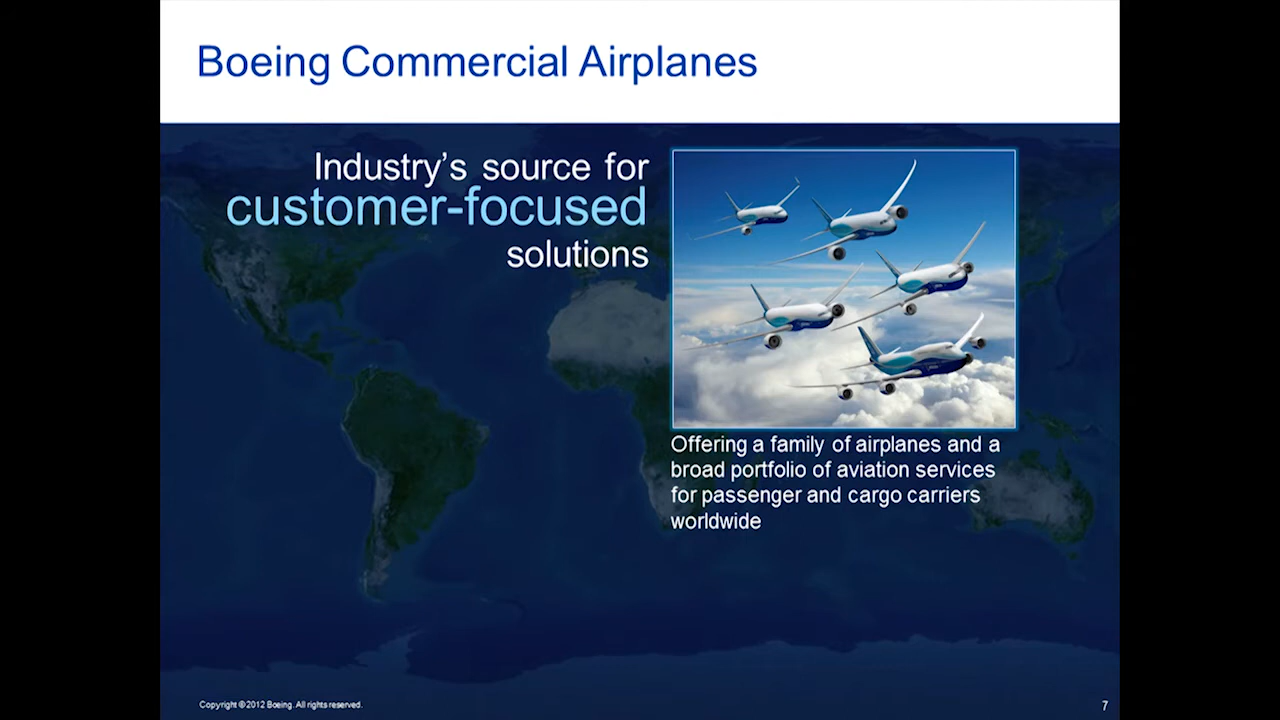 Boeing Commercial Airplanes
Industry's source for
customer-focused
solutions
Offering a family of airplanes and a
broad portfolio of aviation services
for passenger and cargo carriers
worldwide
Copyright © 2012 Boeing. All rights reserved.
7